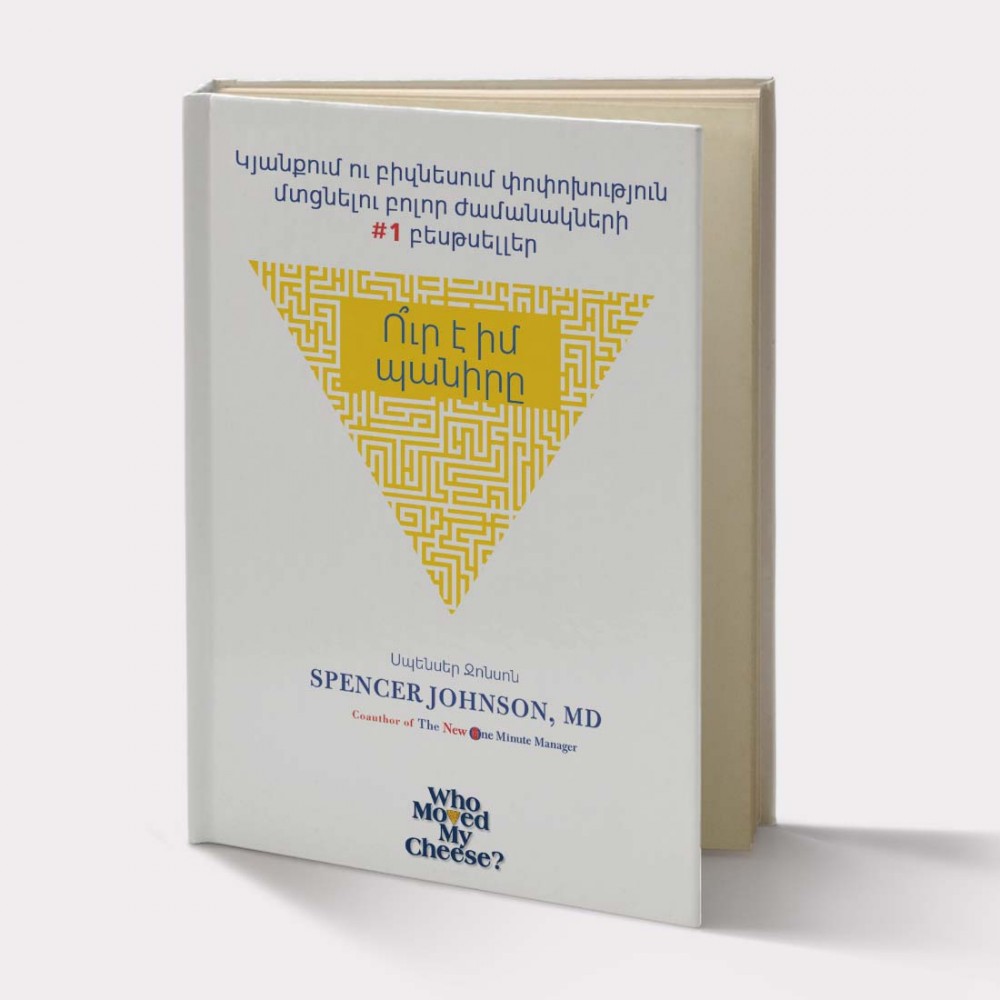 Կյանքում ու բիզնեսում փոփոխություն
մտցնելու բոլոր ժամանակների
#1 բեսթսելլեր
Ո՞ւր է իմ
պանիրը
Սպենսեր Ջոնսոն
SPENCER JOHNSON, MD
Coauthor of The New One Minute Manager
Who
Moved
My
Cheese?